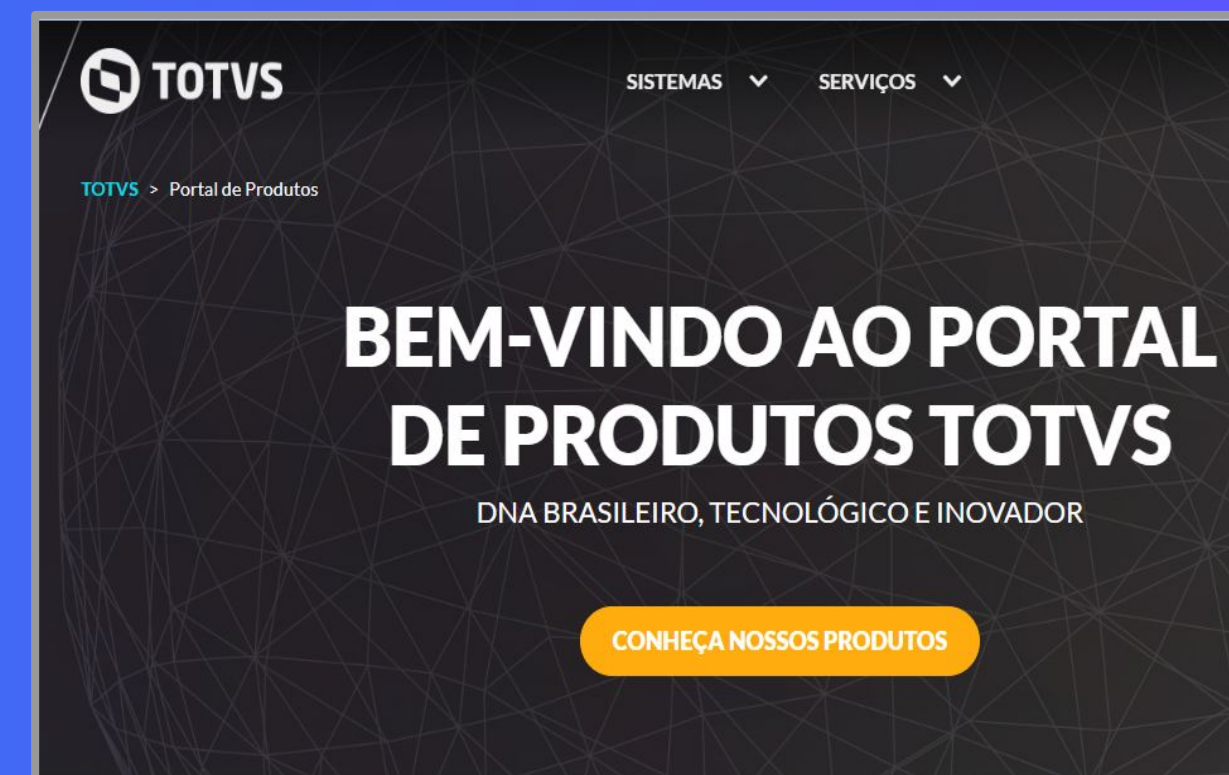 TOTVS
SISTEMAS SERVIÇOS
TOTVS > Portal de Produtos
BEM-VINDO AO PORTAL
DE PRODUTOS TOTVS
DNA BRASILEIRO, TECNOLÓGICO E INOVADOR
CONHEÇA NOSSOS PRODUTOS